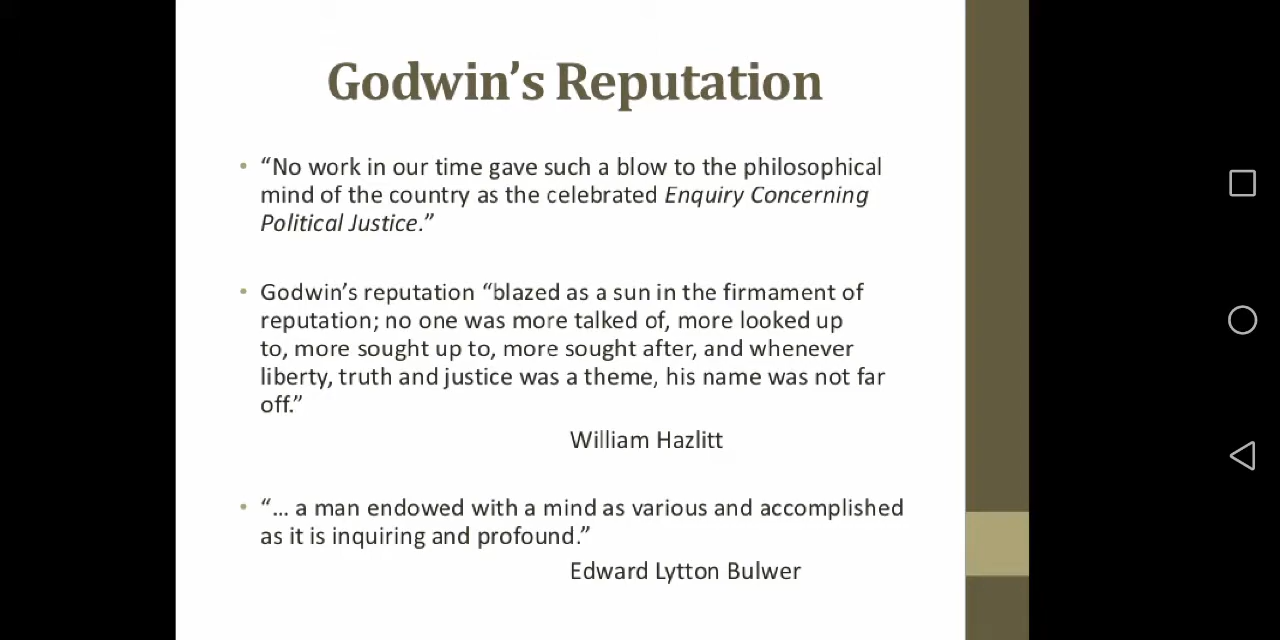 Godwin’s Reputation
• “No work in our time gave such a blow to the philosophical
mind of the country as the celebrated Enquiry Concerning
Political Justice.”
• Godwin’s reputation “blazed as a sun in the firmament of
reputation; no one was more talked of, more looked up
to, more sought up to, more sought after, and whenever
liberty, truth and justice was a theme, his name was not far
off.”
William Hazlitt
• “… a man endowed with a mind as various and accomplished
as it is inquiring and profound.”
Edward Lytton Bulwer